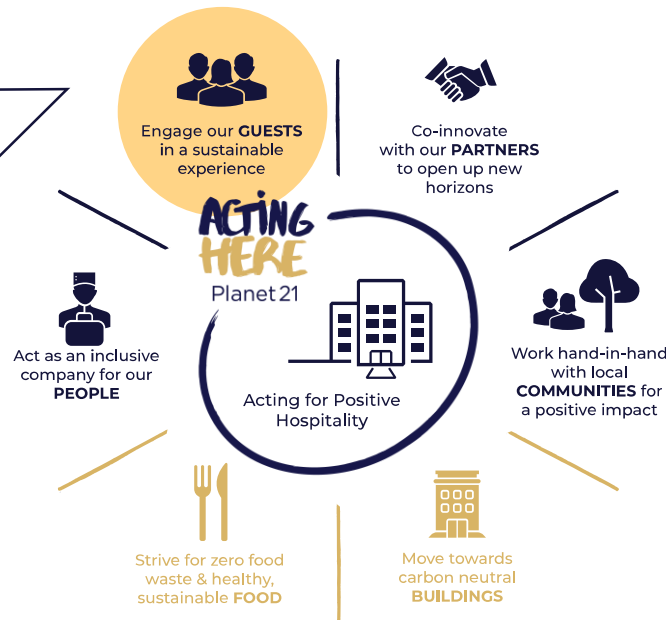 Engage our GUESTS
in a sustainable
experience
Co-innovate
with our PARTNERS
to open up new
horizons
ACTING
HERE
Planet 21
Act as an inclusive
company for our
PEOPLE
Acting for Positive
Hospitality
Work hand-in-hand
with local
COMMUNITIES for
a positive impact
Strive for zero food
waste & healthy,
sustainable FOOD
Move towards
carbon neutral
BUILDINGS